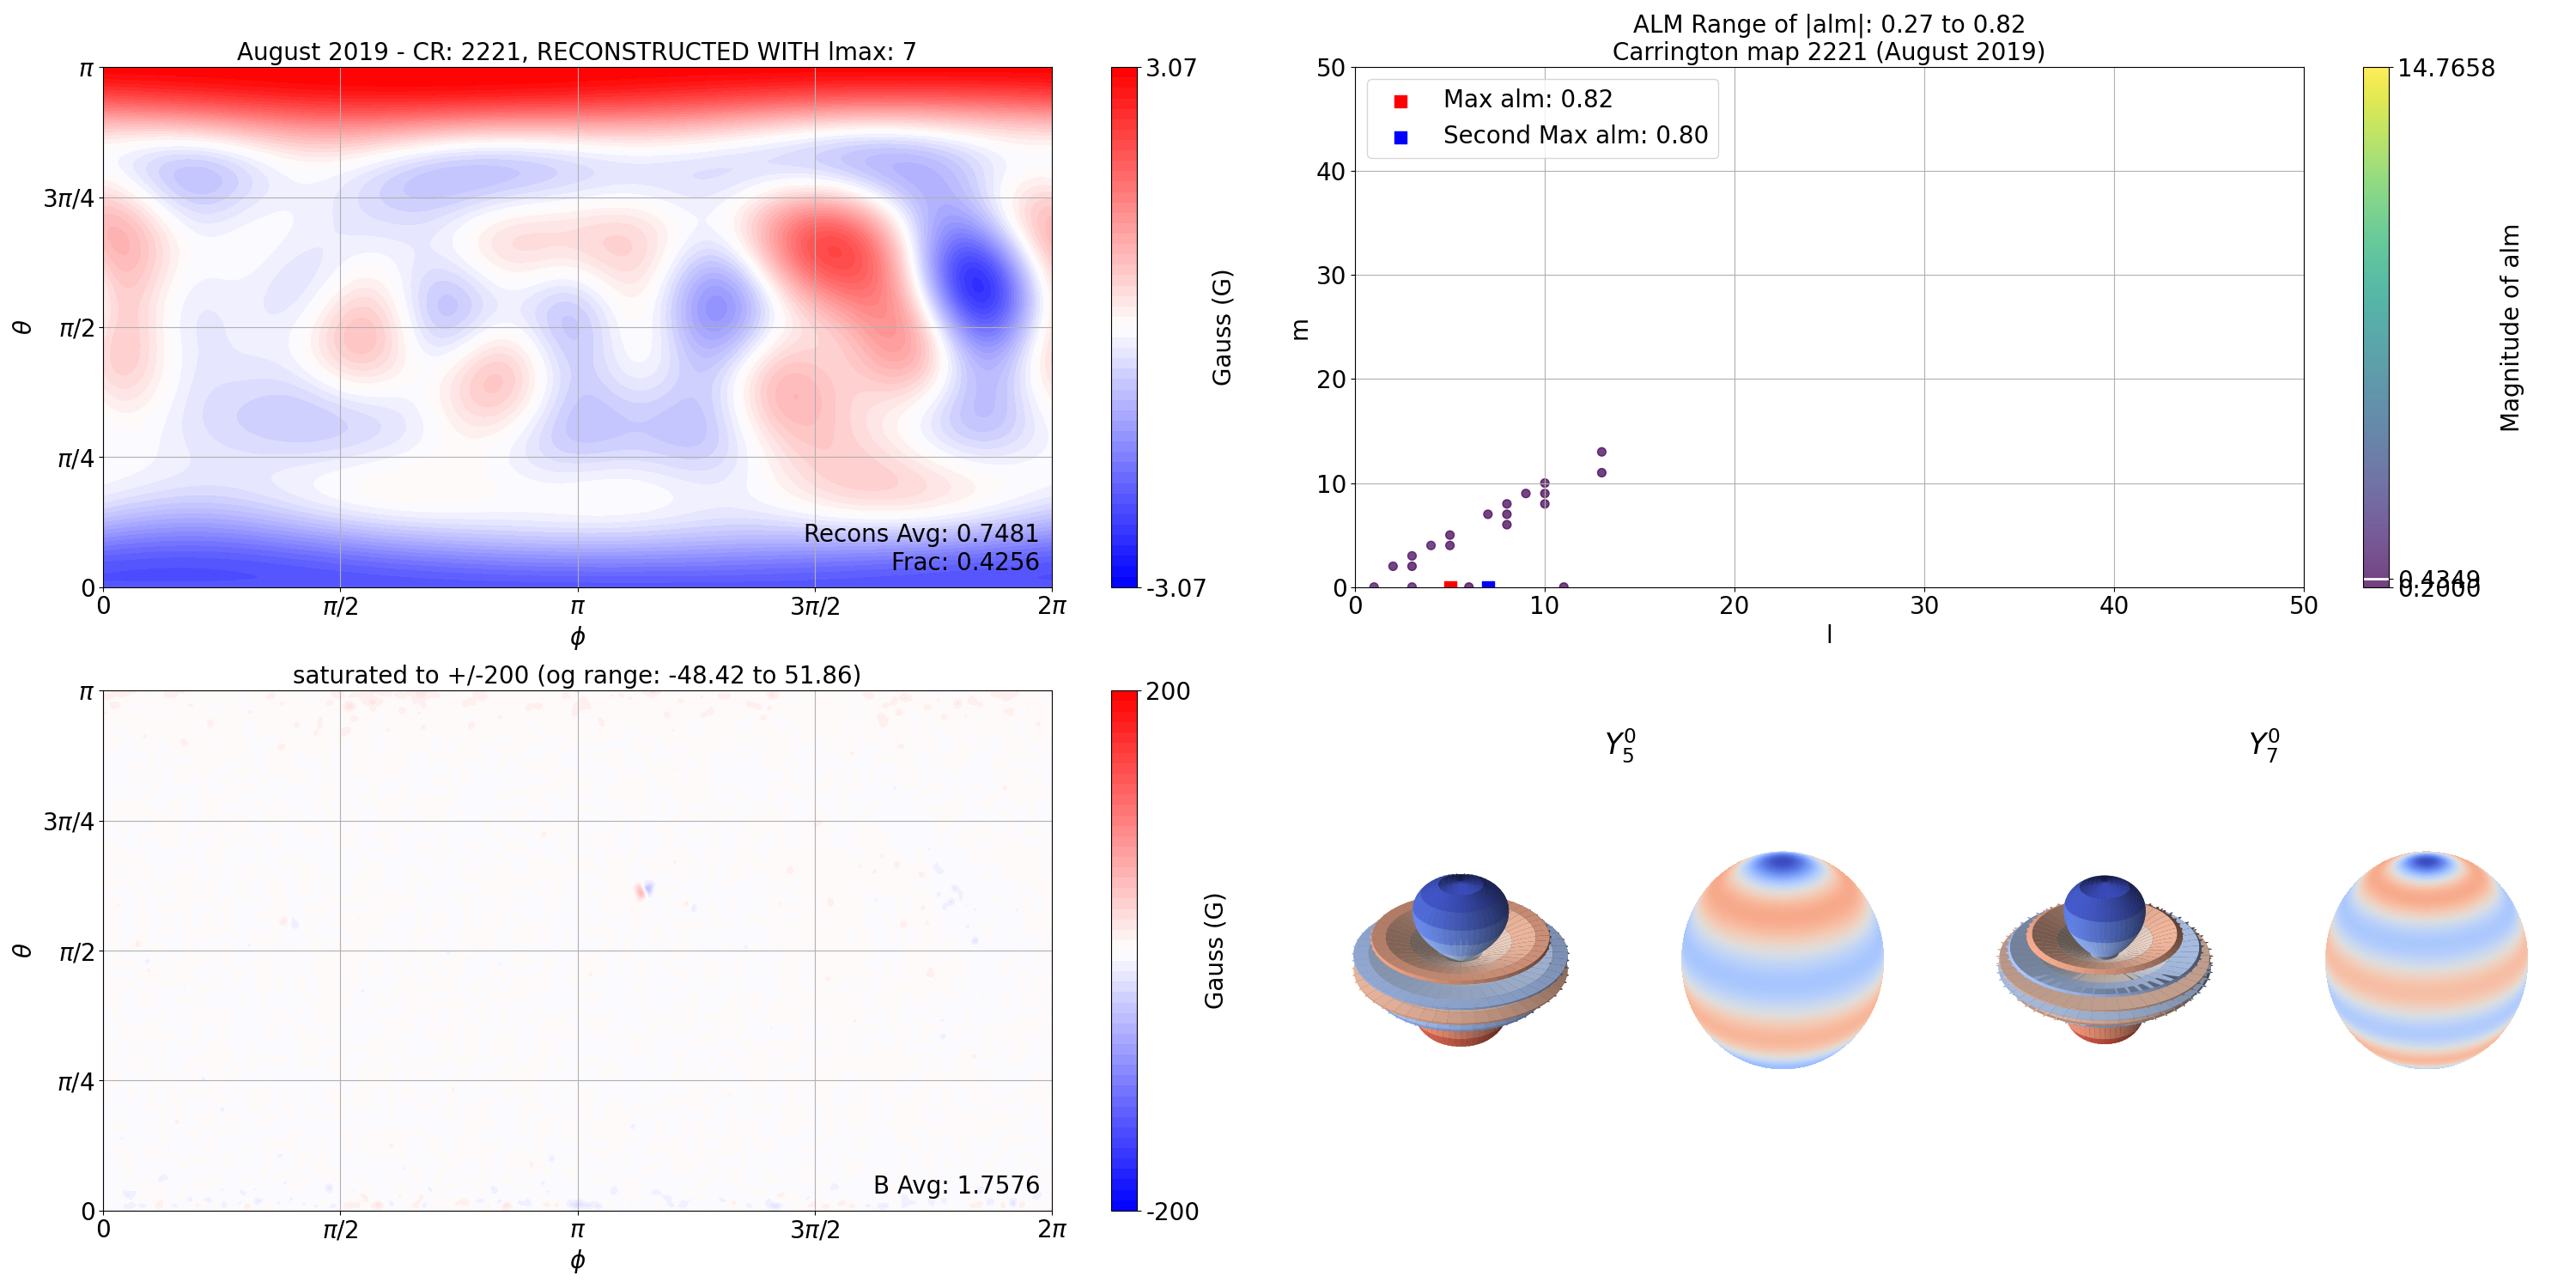 August 2019 - CR: 2221, RECONSTRUCTED WITH lmax: 7
π
3π/4
θ
π/2
π/4
0
0
π/2
π
3π/2
2π
ϕ
Recons Avg: 0.7481
Frac: 0.4256
3.07
Gauss (G)
-3.07
ALM Range of |alm|: 0.27 to 0.82
Carrington map 2221 (August 2019)
50
40
30
m
20
10
0
Max alm: 0.82
Second Max alm: 0.80
0
10
20
30
40
50
l
14.7658
Magnitude of alm
0.4349
0.2000
saturated to +/-200 (og range: -48.42 to 51.86)
π
3π/4
θ
π/2
π/4
0
B Avg: 1.7576
0
π/2
π
3π/2
2π
ϕ
200
Gauss (G)
-200
Y₅⁰
Y₇⁰